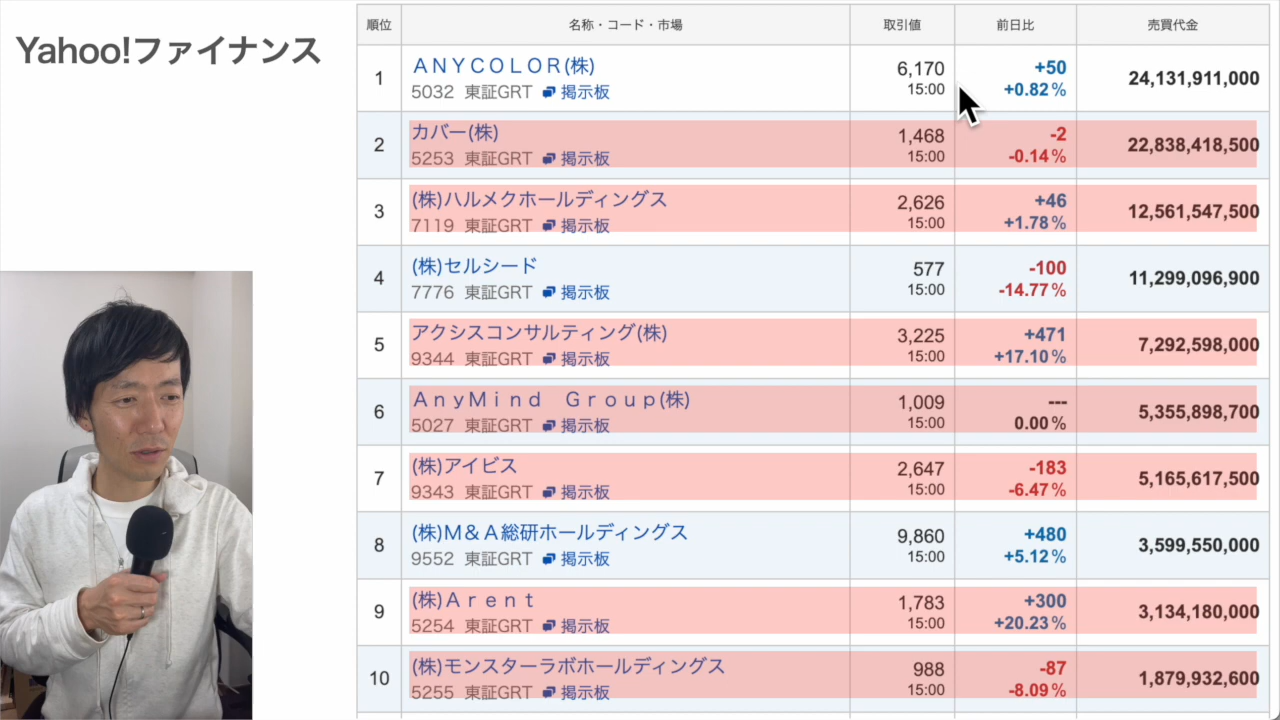 Yahoo!ファイナンス
順位 名称・コード・市場 取引値 前日比 売買代金
1 ＡＮＹＣＯＬＯＲ(株) 6,170 +50 24,131,911,000
5032 東証GRT 掲示板 15:00 +0.82%
2 カバー(株) 1,468 -2 22,838,418,500
5253 東証GRT 掲示板 15:00 -0.14%
3 (株)ハルメクホールディングス 2,626 +46 12,561,547,500
7119 東証GRT 掲示板 15:00 +1.78%
4 (株)セルシード 577 -100 11,299,096,900
7776 東証GRT 掲示板 15:00 -14.77%
5 アクシスコンサルティング(株) 3,225 +471 7,292,598,000
9344 東証GRT 掲示板 15:00 +17.10%
6 ＡｎｙＭｉｎｄ　Ｇｒｏｕｐ(株) 1,009 --- 5,355,898,700
5027 東証GRT 掲示板 15:00 0.00%
7 (株)アイビス 2,647 -183 5,165,617,500
9343 東証GRT 掲示板 15:00 -6.47%
8 (株)Ｍ＆Ａ総研ホールディングス 9,860 +480 3,599,550,000
9552 東証GRT 掲示板 15:00 +5.12%
9 (株)Ａｒｅｎｔ 1,783 +300 3,134,180,000
5254 東証GRT 掲示板 15:00 +20.23%
10 (株)モンスターラボホールディングス 988 -87 1,879,932,600
5255 東証GRT 掲示板 15:00 -8.09%